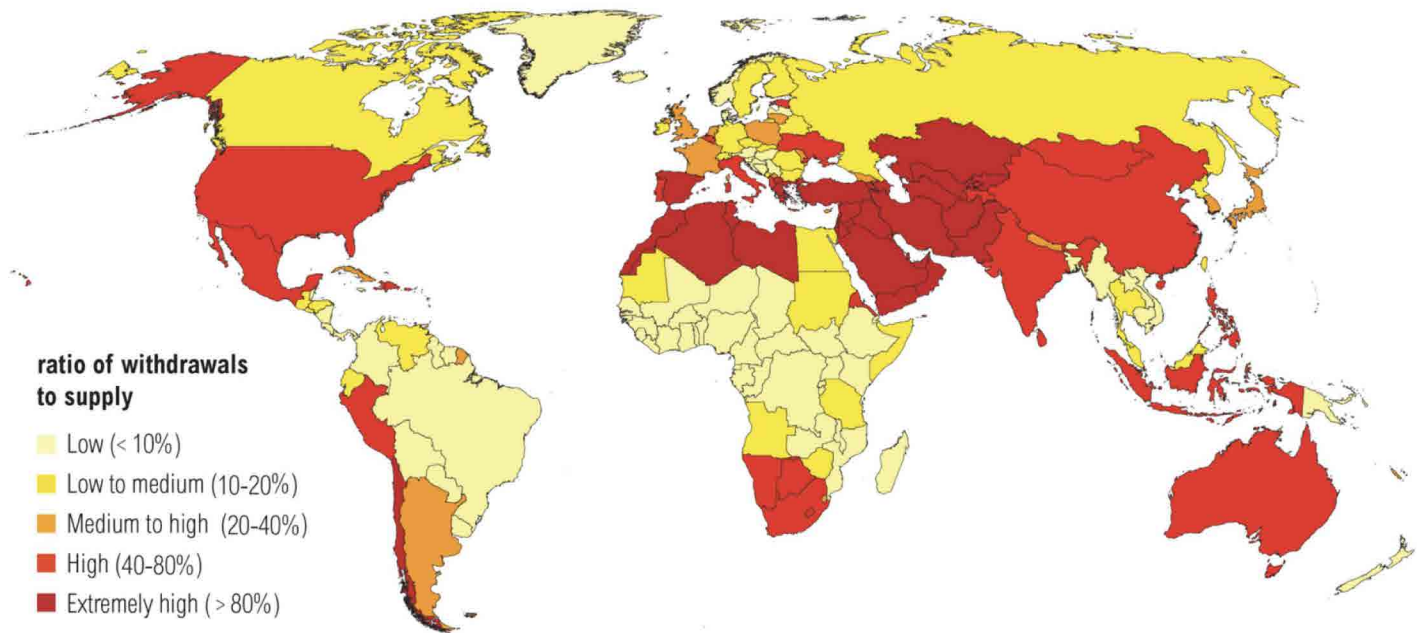 ratio of withdrawals
to supply
Low (< 10%)
Low to medium (10-20%)
Medium to high (20-40%)
High (40-80%)
Extremely high (> 80%)